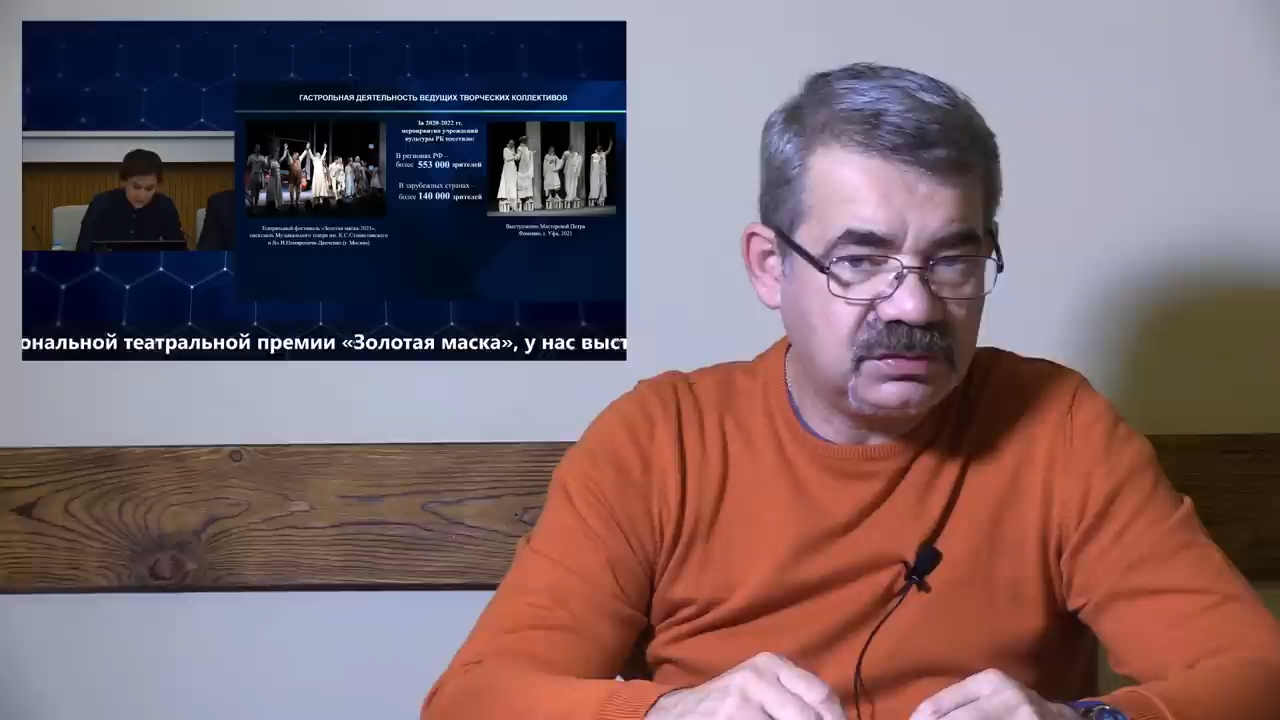 ГАСТРОЛЬНАЯ ДЕЯТЕЛЬНОСТЬ ВЕДУЩИХ ТВОРЧЕСКИХ КОЛЛЕКТИВОВ
За 2020-2022 гг.
мероприятия учреждений
культуры РБ посетило:
В регионах РФ –
более 553 000 зрителей
В зарубежных странах –
более 140 000 зрителей
Театральный фестиваль «Золотая маска-2021»,
спектакль Музыкального театра им. К.С.Станиславского
и Вл.И.Немировича-Данченко (г. Москва)
Выступление Мастерской Петра
Фоменко, г. Уфа, 2021
ональной театральной премии «Золотая маска», у нас выст